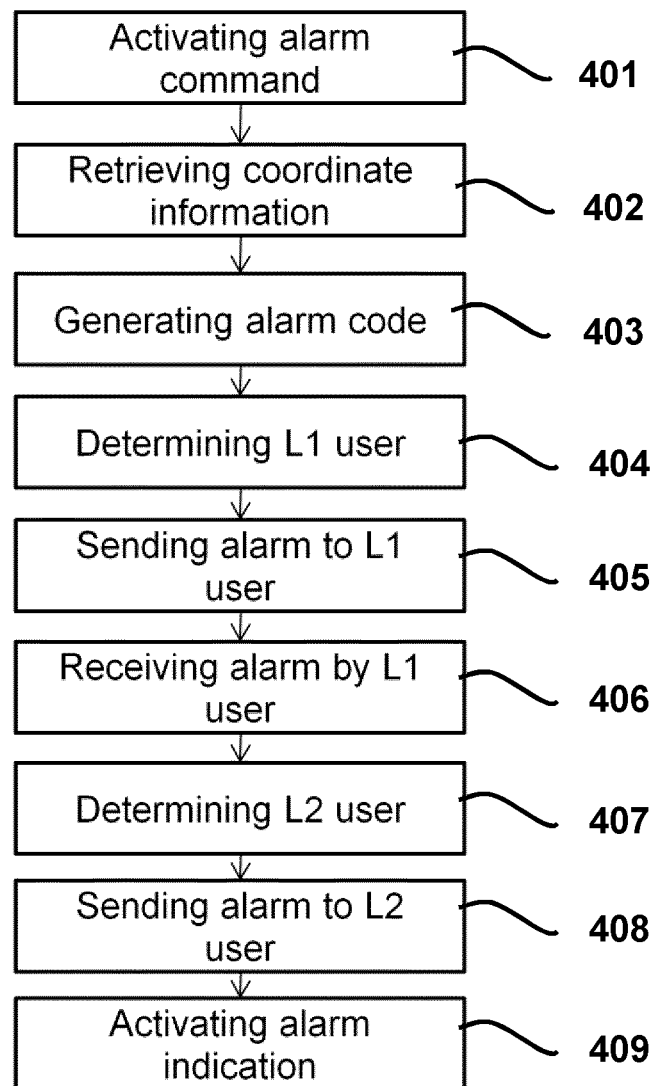 Activating alarm
command
401
Retrieving coordinate
information
402
Generating alarm code
403
Determining L1 user
404
Sending alarm to L1
user
405
Receiving alarm by L1
user
406
Determining L2 user
407
Sending alarm to L2
user
408
Activating alarm
indication
409